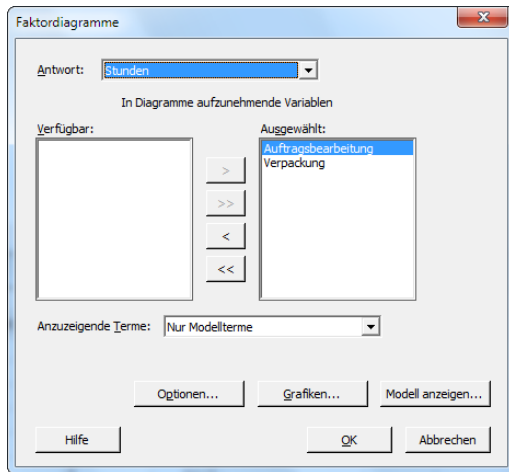 Faktordiagramme
x
Antwort: Stunden
In Diagramme aufzunehmende Variablen
Verfügbar: Ausgewählt:
Auftragsbearbeitung
Verpackung
>
>>
<
<<
Anzuzeigende Terme: Nur Modellterme
Optionen... Grafiken... Modell anzeigen...
Hilfe OK Abbrechen